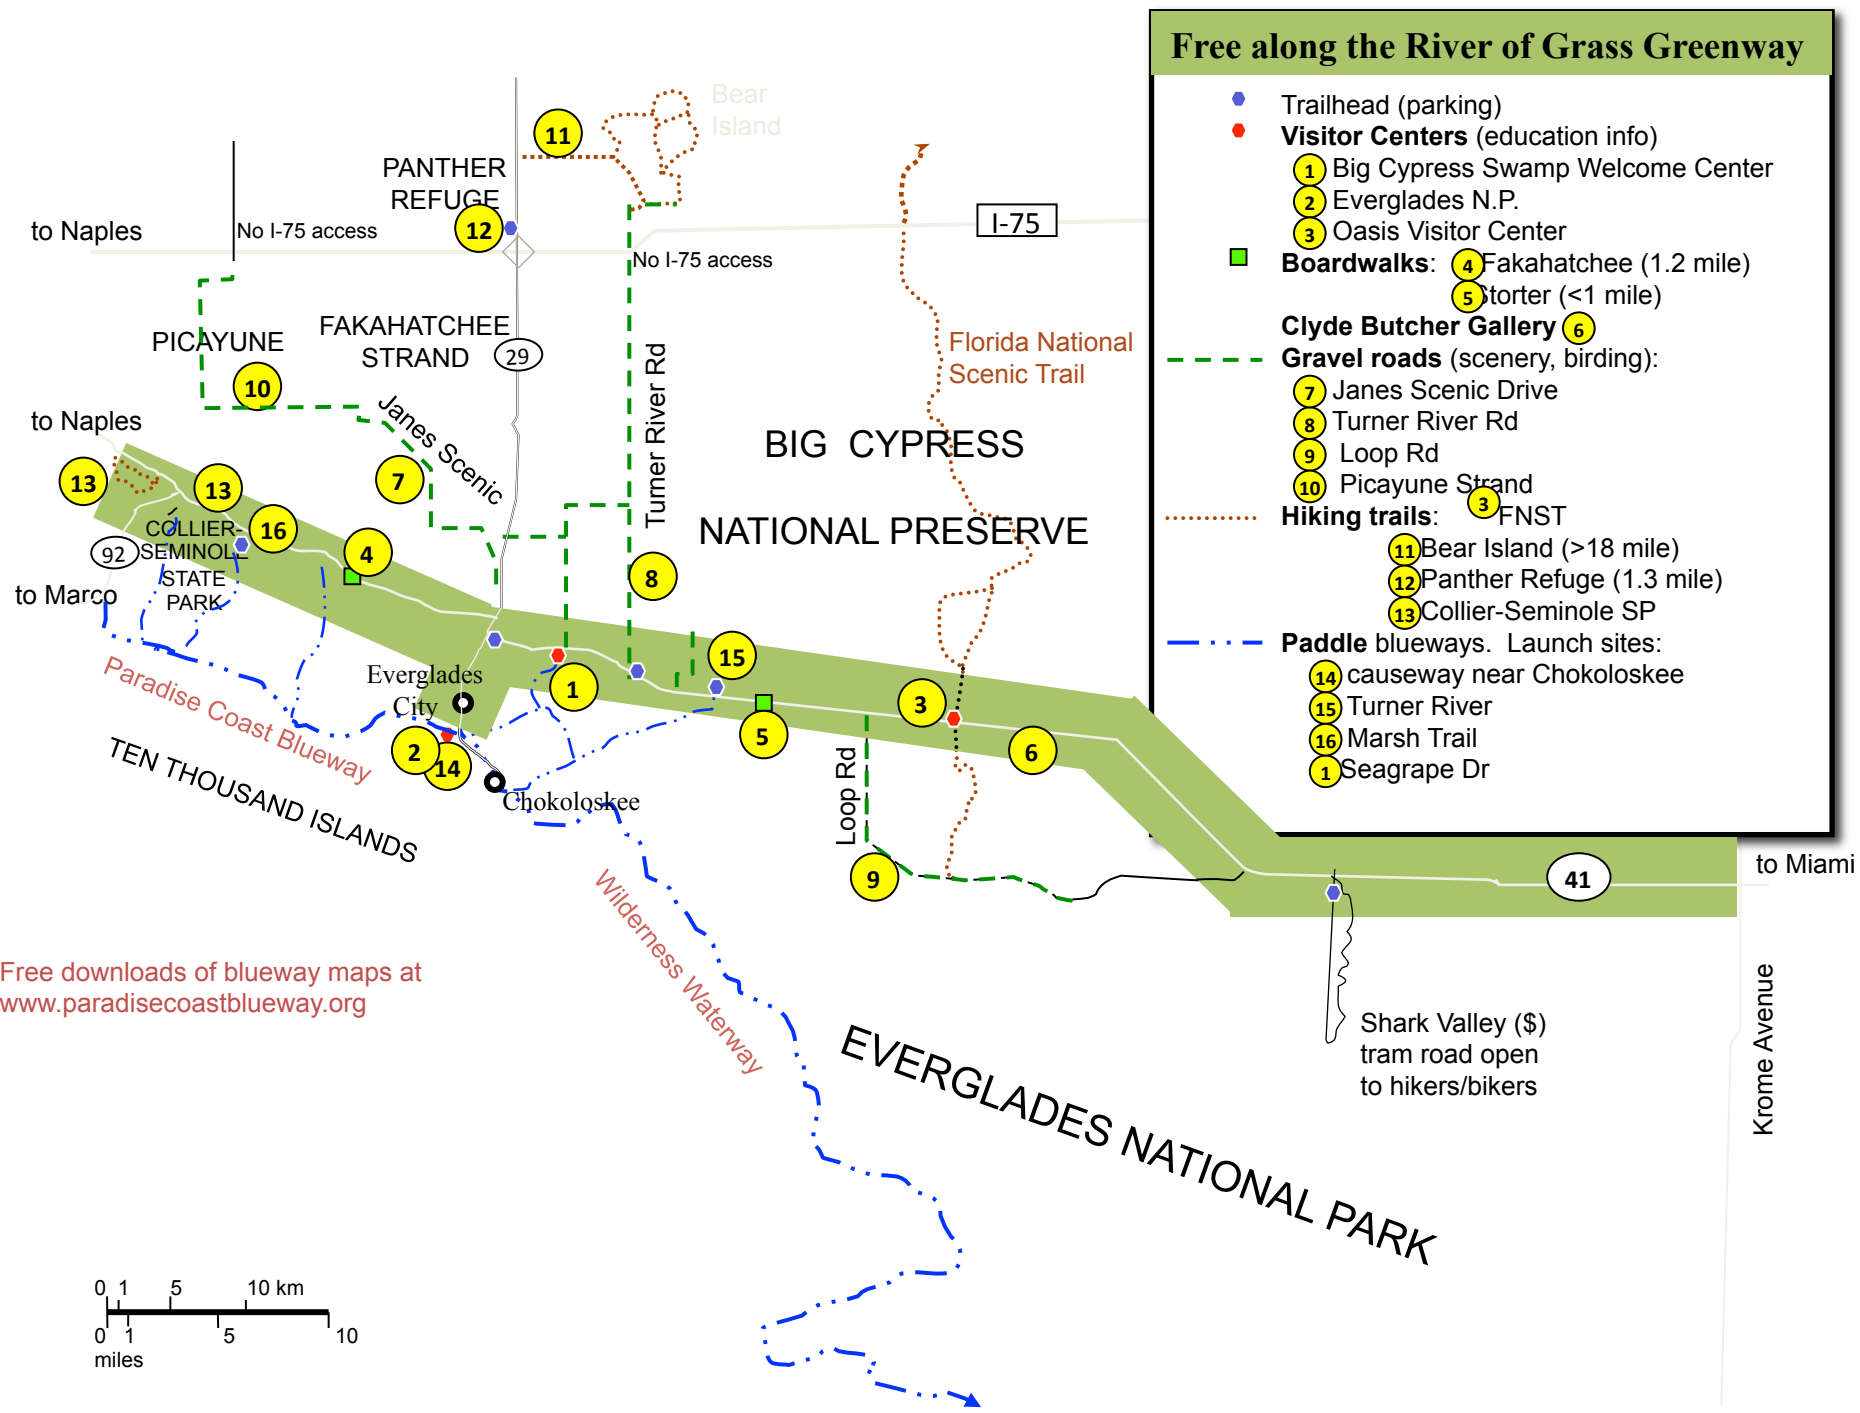 Free along the River of Grass Greenway
Trailhead (parking)
Visitor Centers (education info)
1 Big Cypress Swamp Welcome Center
2 Everglades N.P.
3 Oasis Visitor Center
Boardwalks: 4 Fakahatchee (1.2 mile)
5 Storter (<1 mile)
Clyde Butcher Gallery 6
Gravel roads (scenery, birding):
7 Janes Scenic Drive
8 Turner River Rd
9 Loop Rd
10 Picayune Strand
Hiking trails: 3 FNST
11 Bear Island (>18 mile)
12 Panther Refuge (1.3 mile)
13 Collier-Seminole SP
Paddle blueways. Launch sites:
14 causeway near Chokoloskee
15 Turner River
16 Marsh Trail
1 Seagrape Dr
Bear
Island
11
PANTHER
REFUGE
12
to Naples
No I-75 access
I-75
No I-75 access
PICAYUNE
FAKAHATCHEE
STRAND
29
10
Turner River Rd
Florida National
Scenic Trail
to Naples
Janes Scenic
7
BIG CYPRESS
NATIONAL PRESERVE
13
13
16
4
COLLIER-
SEMINOLE
STATE
PARK
92
to Marco
8
15
1
Everglades
City
3
5
6
2
14
Chokoloskee
Paradise Coast Blueway
TEN THOUSAND ISLANDS
Loop Rd
9
41
to Miami
Wilderness Waterway
Free downloads of blueway maps at
www.paradisecoastblueway.org
EVERGLADES NATIONAL PARK
Shark Valley ($)
tram road open
to hikers/bikers
Krome Avenue
0 1 5 10 km
0 1 5 10
miles